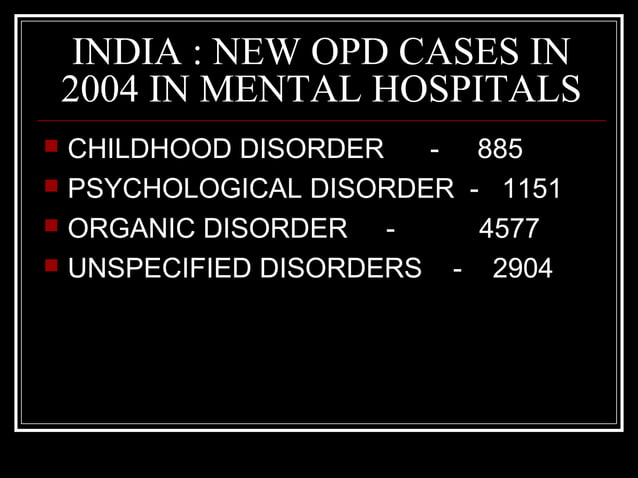 INDIA : NEW OPD CASES IN
2004 IN MENTAL HOSPITALS
CHILDHOOD DISORDER - 885
PSYCHOLOGICAL DISORDER - 1151
ORGANIC DISORDER - 4577
UNSPECIFIED DISORDERS - 2904